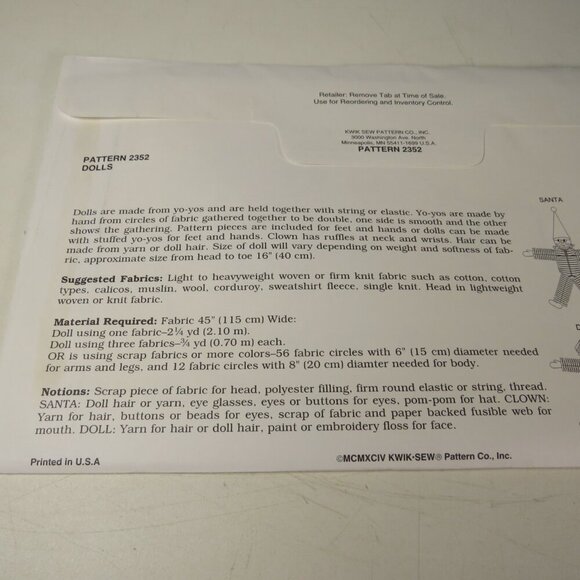 Retailer: Remove Tab at Time of Sale.
Use for Reordering and Inventory Control.
KWIK SEW PATTERN CO., INC.
3000 Washington Ave. North
Minneapolis, MN 55411-1699 U.S.A.
PATTERN 2352
PATTERN 2352
DOLLS
SANTA
Dolls are made from yo-yos and are held together with string or elastic. Yo-yos are made by
hand from circles of fabric gathered together to be double, one side is smooth and the other
shows the gathering. Pattern pieces are included for feet and hands or dolls can be made
with stuffed yo-yos for feet and hands. Clown has ruffles at neck and wrists. Hair can be
made from yarn or doll hair. Size of doll will vary depending on weight and softness of fab-
ric, approximate size from head to toe 16" (40 cm).
Suggested Fabrics: Light to heavyweight woven or firm knit fabric such as cotton, cotton
types, calicos, muslin, wool, corduroy, sweatshirt fleece, single knit. Head in lightweight
woven or knit fabric.
Material Required: Fabric 45" (115 cm) Wide:
Doll using one fabric–2¼ yd (2.10 m).
Doll using three fabrics–¾ yd (0.70 m) each.
OR is using scrap fabrics or more colors–56 fabric circles with 6" (15 cm) diameter needed
for arms and legs, and 12 fabric circles with 8" (20 cm) diamter needed for body.
Notions: Scrap piece of fabric for head, polyester filling, firm round elastic or string, thread.
SANTA: Doll hair or yarn, eye glasses, eyes or buttons for eyes, pom-pom for hat. CLOWN:
Yarn for hair, buttons or beads for eyes, scrap of fabric and paper backed fusible web for
mouth. DOLL: Yarn for hair or doll hair, paint or embroidery floss for face.
Printed in U.S.A
©MCMXCIV KWIK•SEW® Pattern Co., Inc.